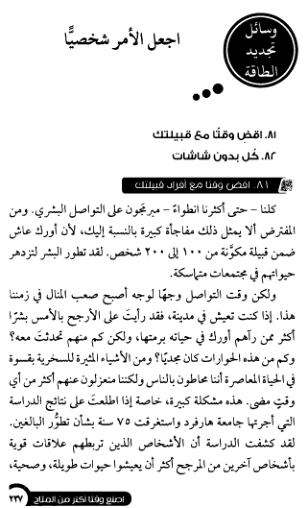 وسائل
تجديد
الطاقة
اجعل الأمر شخصيًّا
٨١. اقضِ وقتًا مع قبيلتك
٨٢. كُل بدون شاشات
٨١. اقضِ وقتًا مع أفراد قبيلتك
كلنا – حتى أكثرنا انطواءً – مبرمجون على التواصل البشري. ومن
المفترض ألا يمثل ذلك مفاجأة كبيرة بالنسبة إليك، لأن أورك عاش
ضمن قبيلة مكوَّنة من ١٠٠ إلى ٢٠٠ شخص. لقد تطور البشر لتزدهر
حيواتهم في مجتمعات متماسكة.
ولكن وقت التواصل وجهًا لوجه أصبح صعب المنال في زمننا
هذا. إذا كنت تعيش في مدينة، فقد رأيتَ على الأرجح بالأمس بشرًا
أكثر ممن رآهم أورك في حياته برمتها، ولكن كم منهم تحدثتَ معه؟
وكم من هذه الحوارات كان مجديًا؟ ومن الأشياء المثيرة للسخرية بقسوة
في الحياة المعاصرة أننا محاطون بالناس ولكننا منعزلون عنهم أكثر من أي
وقتٍ مضى. هذه مشكلة كبيرة، خاصة إذا اطلعتَ على نتائج الدراسة
التي أجرتها جامعة هارفرد واستغرقت ٧٥ سنة بشأن تطوُّر البالغين.
لقد كشفت الدراسة أن الأشخاص الذين تربطهم علاقات قوية
بأشخاص آخرين من المرجح أكثر أن يعيشوا حيوات طويلة، وصحية،
اصنع وقتًا أكثر من المتاح
٢٣٧